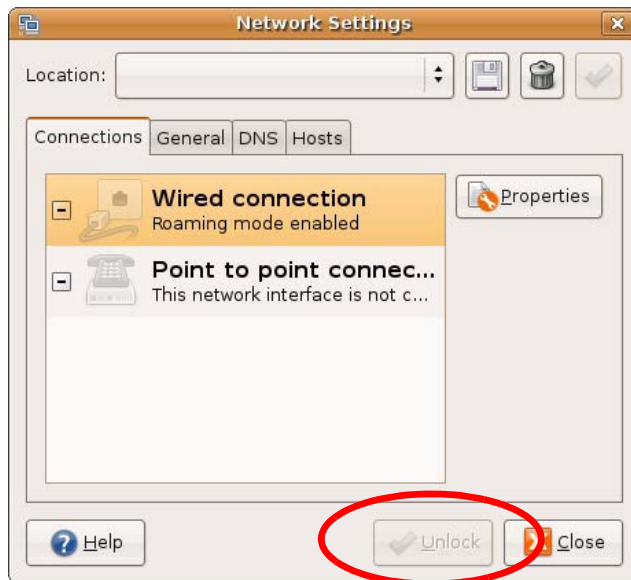 Network Settings
Location:
Connections General DNS Hosts
Wired connection
Roaming mode enabled
Properties
Point to point connec...
This network interface is not c...
Help Unlock Close